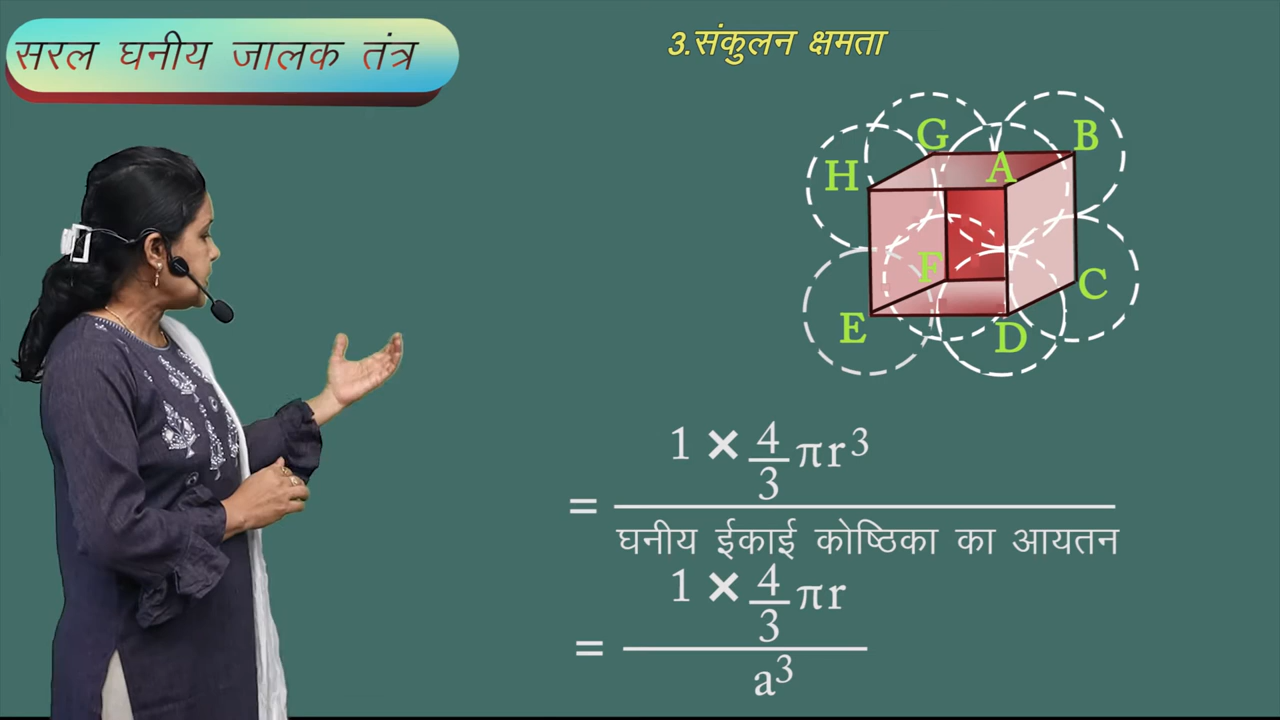 सरल घनीय जालक तंत्र
3.संकुलन क्षमता
G
B
H
A
F
C
E
D
1 × 4/3 πr³
=
घनीय ईकाई कोष्ठिका का आयतन
1 × 4/3 πr
=
a³